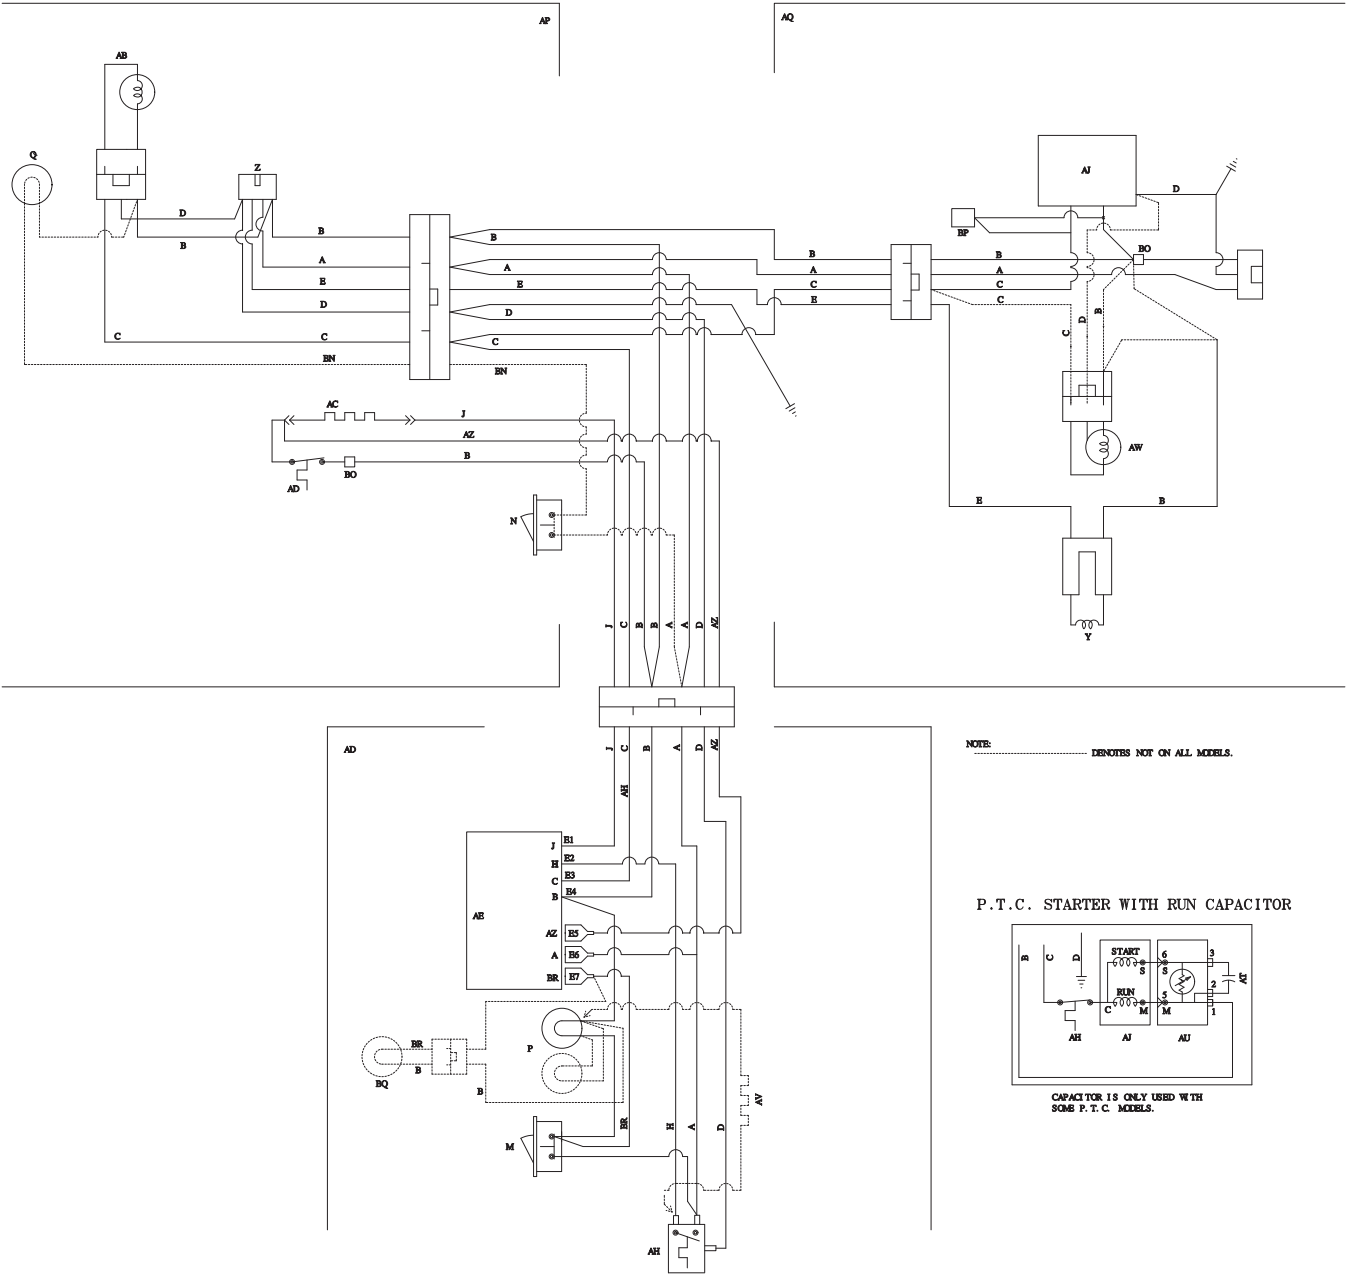 AP
AQ
AB
Q
Z
D
B
B
A
E
D
C
C
BN
B
A
E
D
C
BN
B
A
C
E
AJ
D
BP
BO
B
A
C
C
C
D
B
AW
E
B
Y
AC
J
AZ
B
AD
BO
N
J
C
B
B
A
A
D
AZ
AD
J
C
B
A
D
AZ
AH
NOTE:
DENOTES NOT ON ALL MODELS.
J
E1
H
E2
C
E3
B
E4
AE
AZ
E5
A
E6
BR
E7
P
BR
B
BQ
B
AV
M
BR
H
A
D
AH
P.T.C. STARTER WITH RUN CAPACITOR
B
C
D
START
RUN
S
6
S
3
2
1
AT
C
M
5
M
AH
AJ
AU
CAPACITOR IS ONLY USED WITH
SOME P. T. C. MODELS.